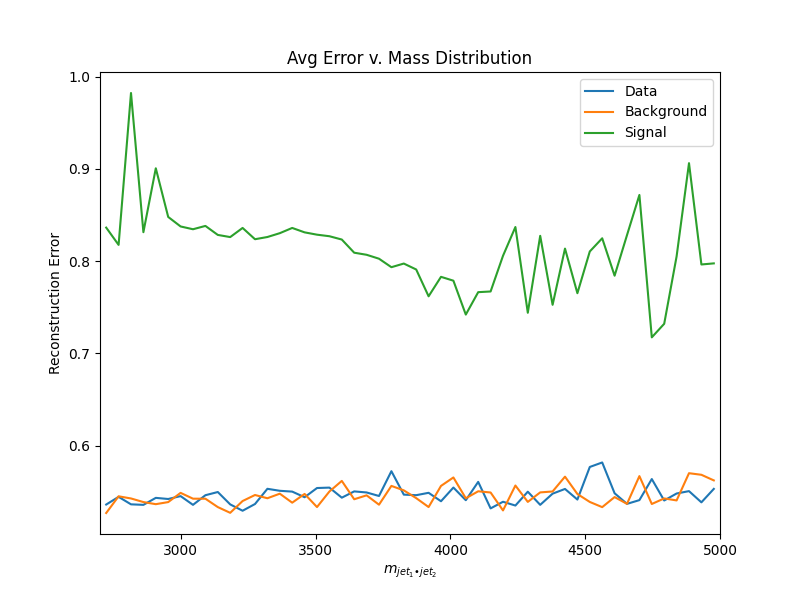 Avg Error v. Mass Distribution
Data
Background
Signal
1.0
0.9
0.8
0.7
0.6
Reconstruction Error
3000 3500 4000 4500 5000
m_{jet_1•jet_2}